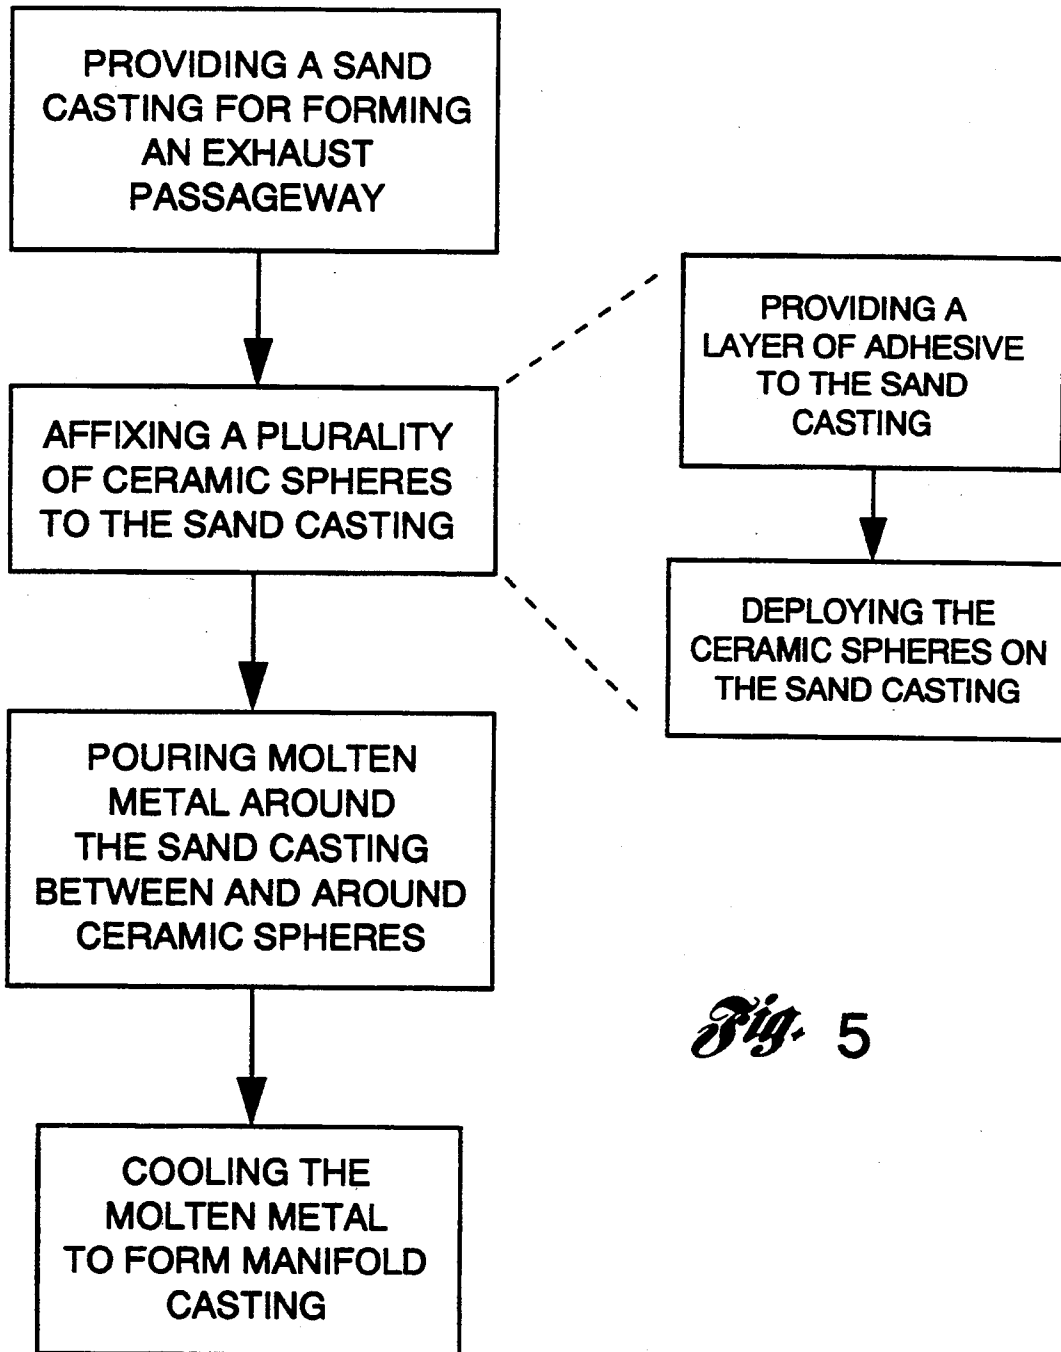 PROVIDING A SAND
CASTING FOR FORMING
AN EXHAUST
PASSAGEWAY
AFFIXING A PLURALITY
OF CERAMIC SPHERES
TO THE SAND CASTING
PROVIDING A
LAYER OF ADHESIVE
TO THE SAND
CASTING
DEPLOYING THE
CERAMIC SPHERES ON
THE SAND CASTING
POURING MOLTEN
METAL AROUND
THE SAND CASTING
BETWEEN AND AROUND
CERAMIC SPHERES
COOLING THE
MOLTEN METAL
TO FORM MANIFOLD
CASTING
Fig. 5